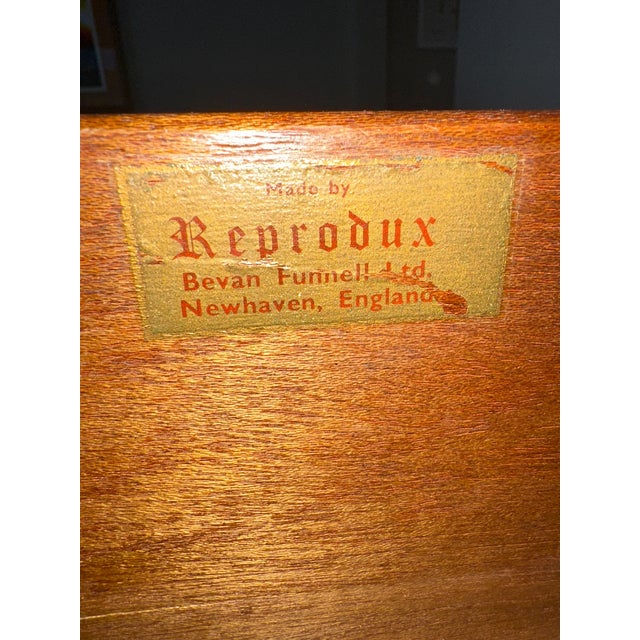 Made by
Reprodux
Bevan Funnell Ltd.
Newhaven, England